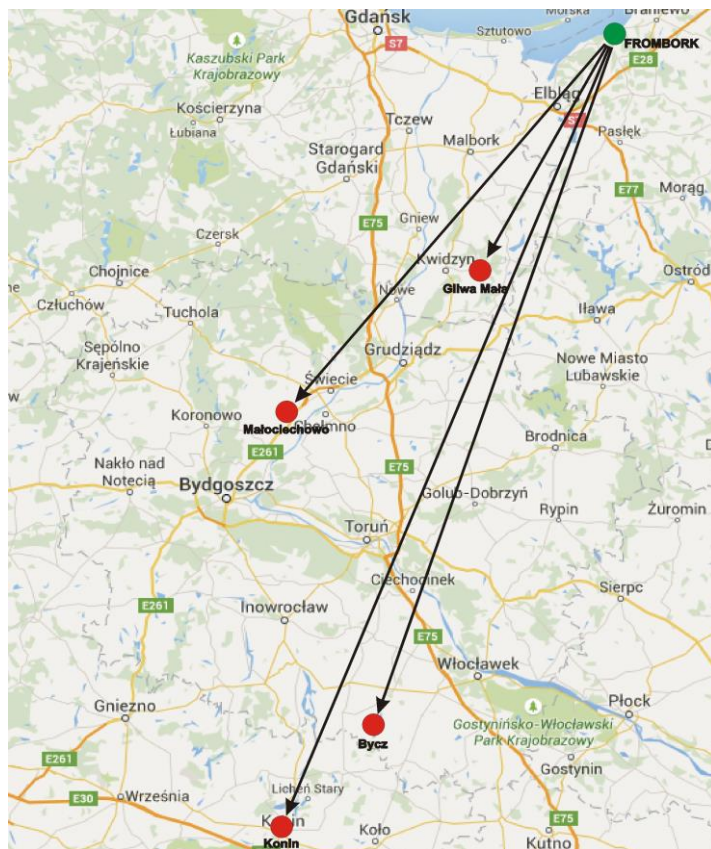 Gdańsk
Morska
Braniewo
Sztutowo
FROMBORK
S7
E28
Kaszubski Park
Krajobrazowy
Elbląg
Kościerzyna
Łubiana
Tczew
S7
Malbork
Pasłęk
Starogard
Gdański
E77
Morąg
Gniew
E75
Czersk
Kwidzyn
Chojnice
Gilwa Mała
Ostród
Człuchów
Nowe
Tuchola
Iława
Sępólno
Krajeńskie
Grudziądz
Nowe Miasto
Lubawskie
Świecie
Koronowo
Małociechowo
Chełmno
E261
Brodnica
Nakło nad
Notecią
E75
Bydgoszcz
Golub-Dobrzyń
Rypin
Żuromin
Toruń
Ciechocinek
Sierpc
E261
Inowrocław
E75
Włocławek
Gniezno
Płock
Bycz
Gostynińsko-Włocławski
Park Krajobrazowy
E261
Gostynin
Licheń Stary
E30
Września
Konin
E75
Koło
Konin
Kutno